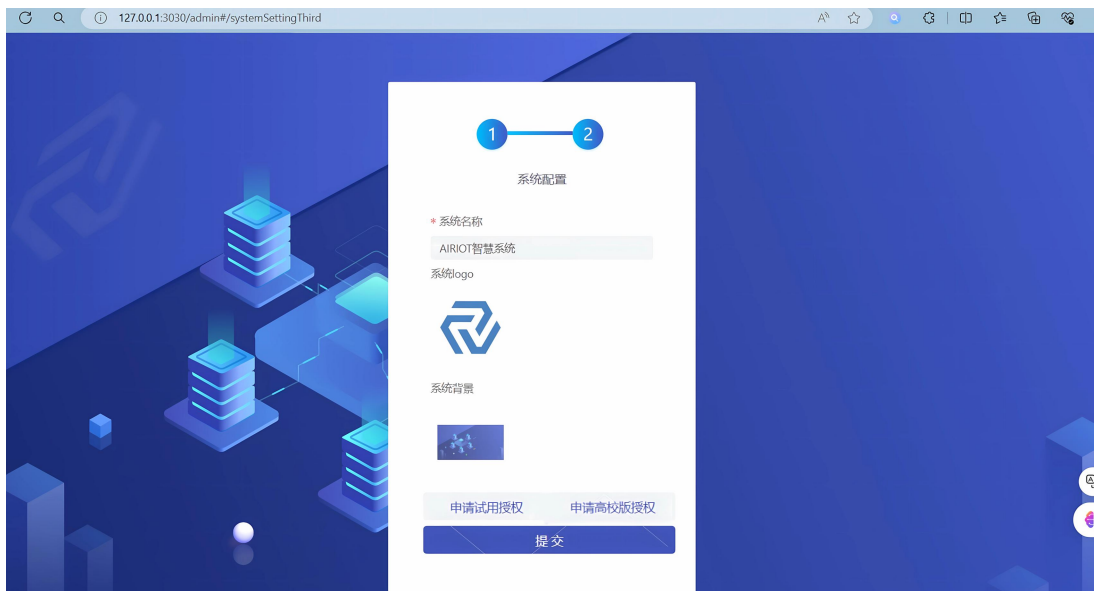 127.0.0.1:3030/admin#/systemSettingThird
1
2
系统配置
* 系统名称
AIRIOT智慧系统
系统logo
系统背景
申请试用授权
申请高校版授权
提交